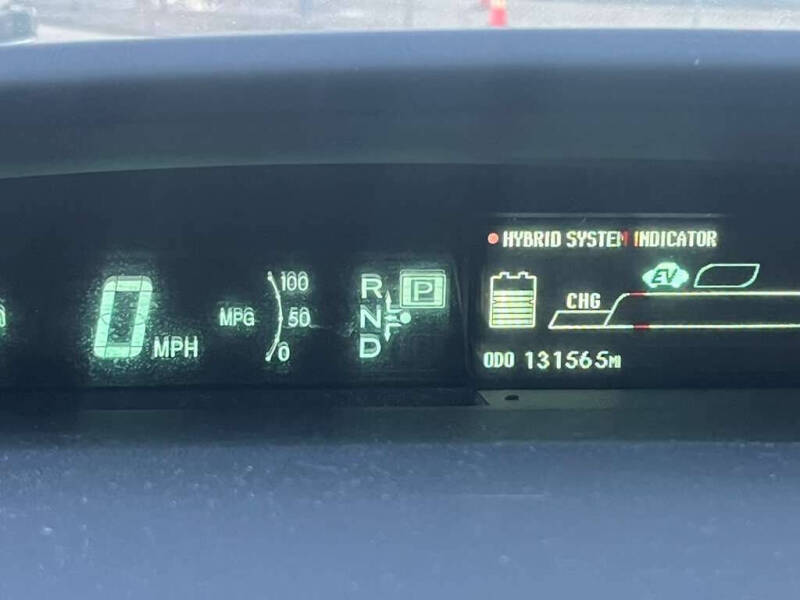 HYBRID SYSTEM INDICATOR
0 MPH
MPG
100
50
0
R
N
D
P
EV
CHG
ODO 131565MI